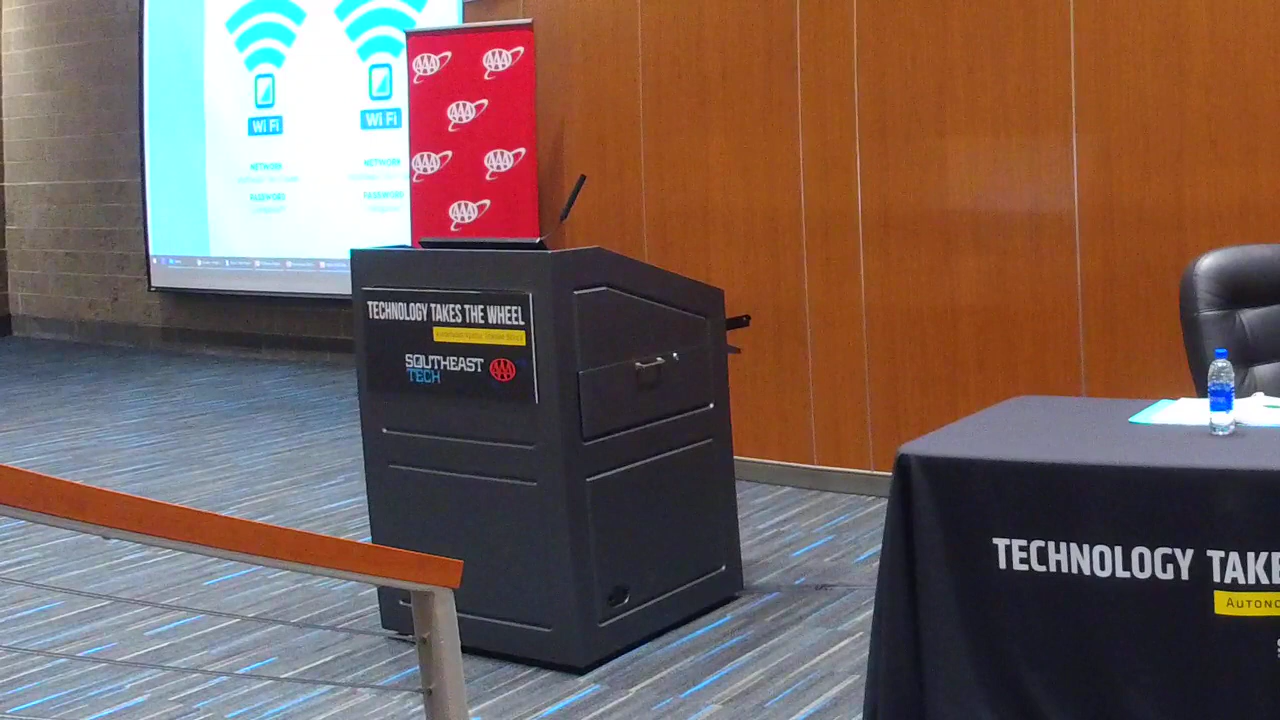 Wi Fi
Wi Fi
NETWORK
NETWORK
PASSWORD
PASSWORD
AAA
AAA
AAA
AAA
AAA
AAA
TECHNOLOGY TAKES THE WHEEL
SOUTHEAST
TECH
AAA
TECHNOLOGY TAKE
AUTONO